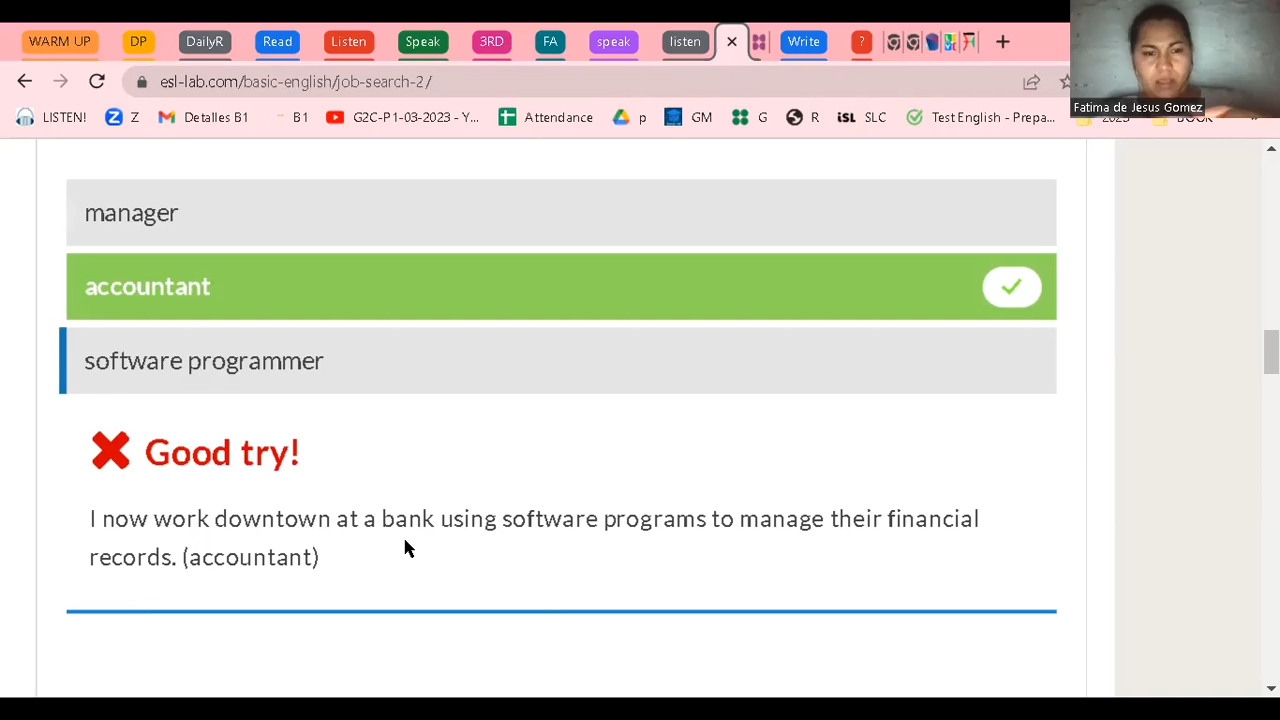 WARM UP DP DailyR Read Listen Speak 3RD FA speak listen Write ?
esl-lab.com/basic-english/job-search-2/
Fatima de Jesus Gomez
LISTEN! Z Detalles B1 B1 G2C-P1-03-2023 - Y... Attendance p GM G R iSL SLC Test English - Prepa... 2023 BOOK
manager
accountant
software programmer
Good try!
I now work downtown at a bank using software programs to manage their financial
records. (accountant)